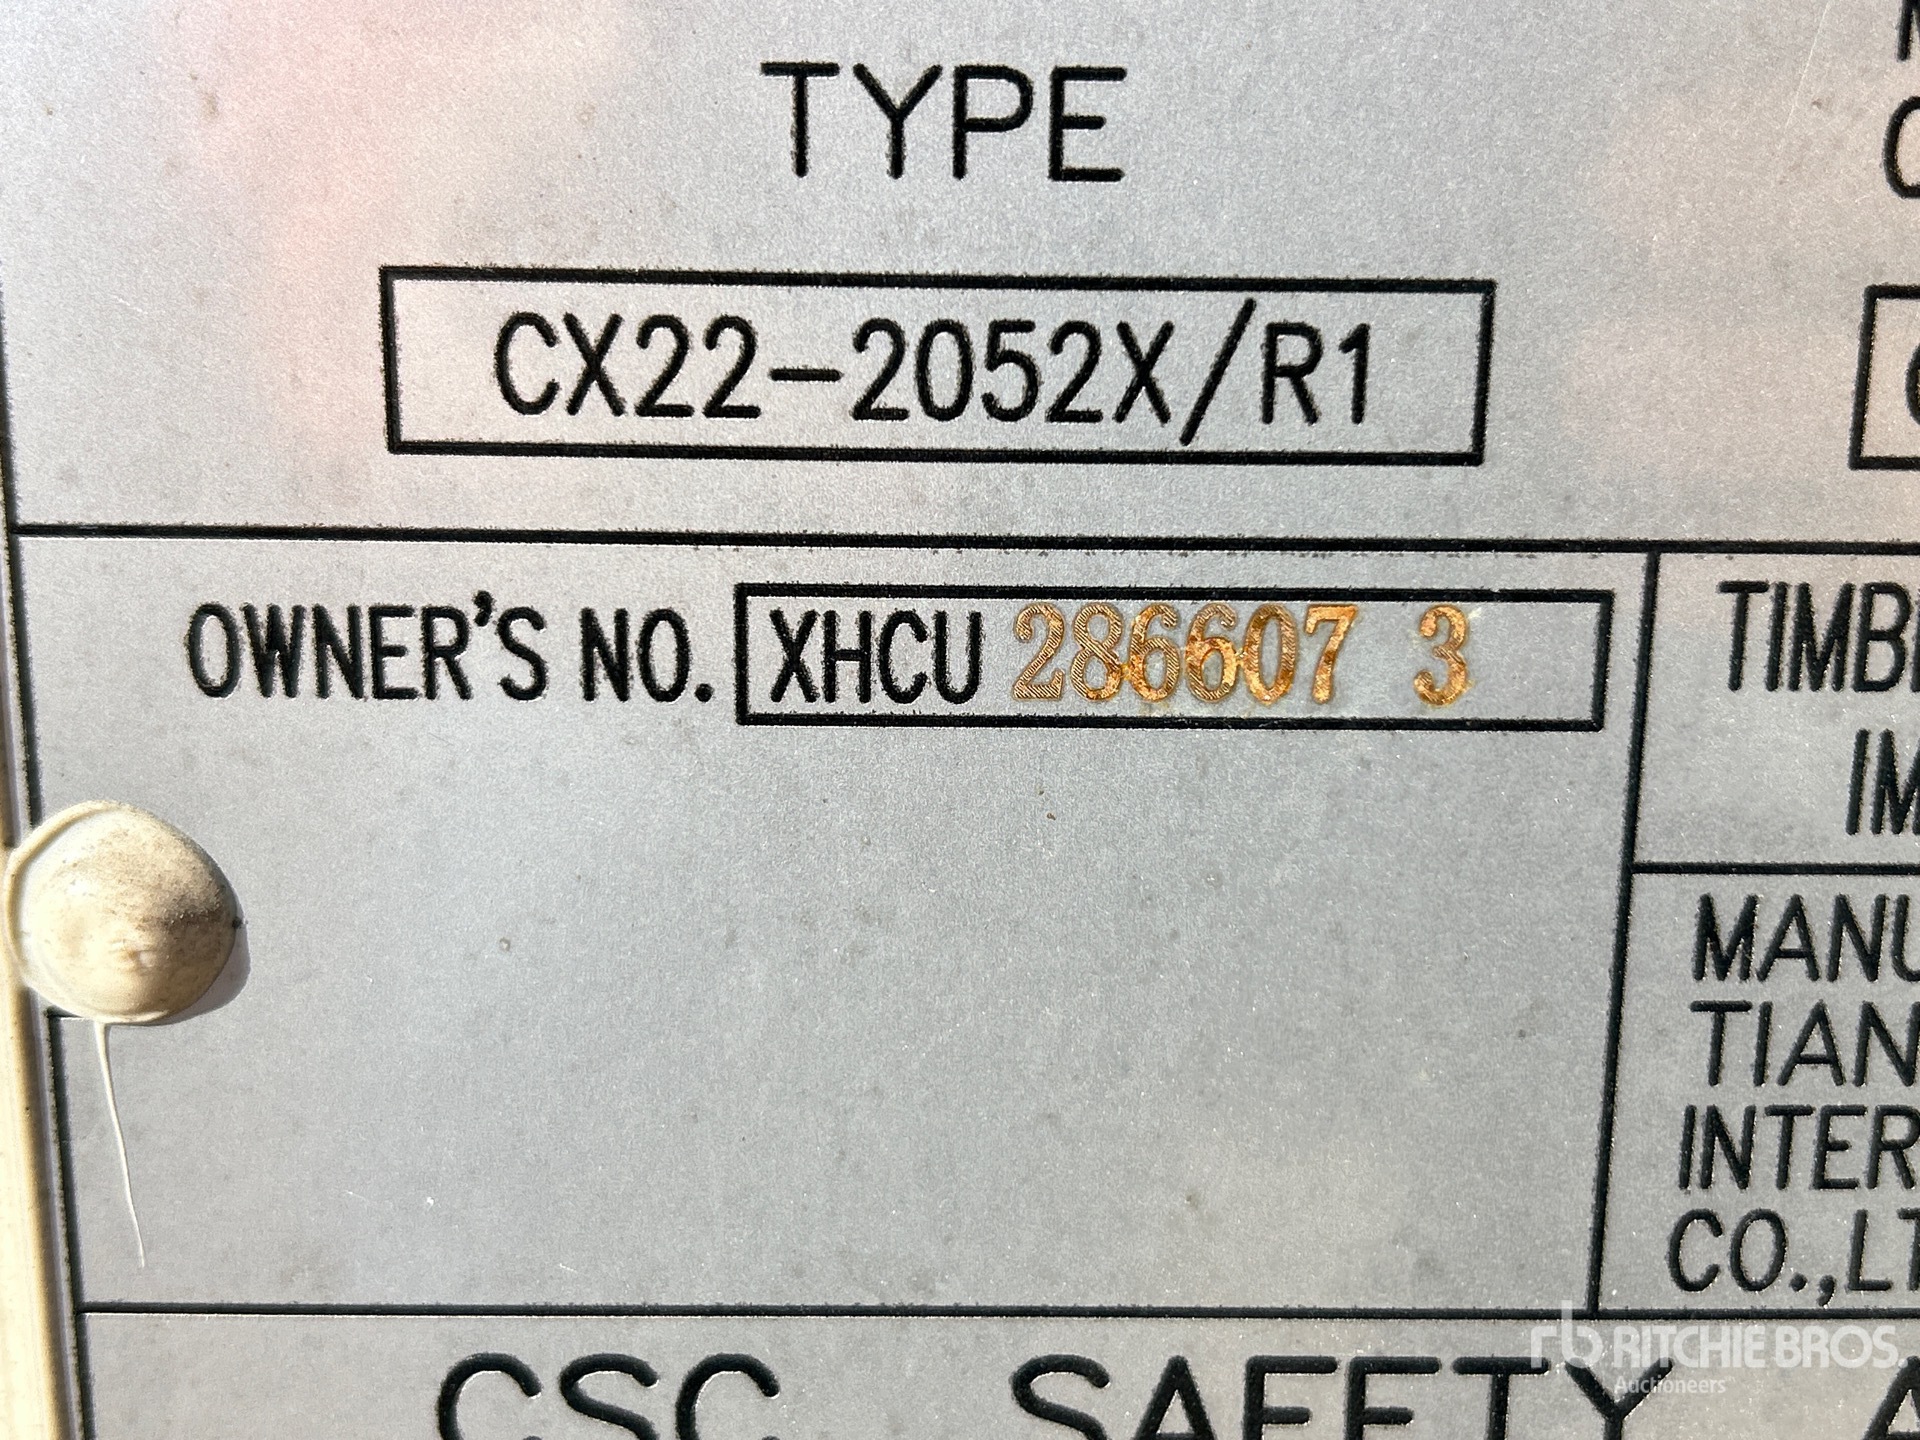 TYPE
CX22-2052X/R1
OWNER'S NO. XHCU 286607 3
TIMB
IM
MANU
TIAN
INTER
CO.,LT
CSC SAFETY A
rb RITCHIE BROS.
Auctioneers